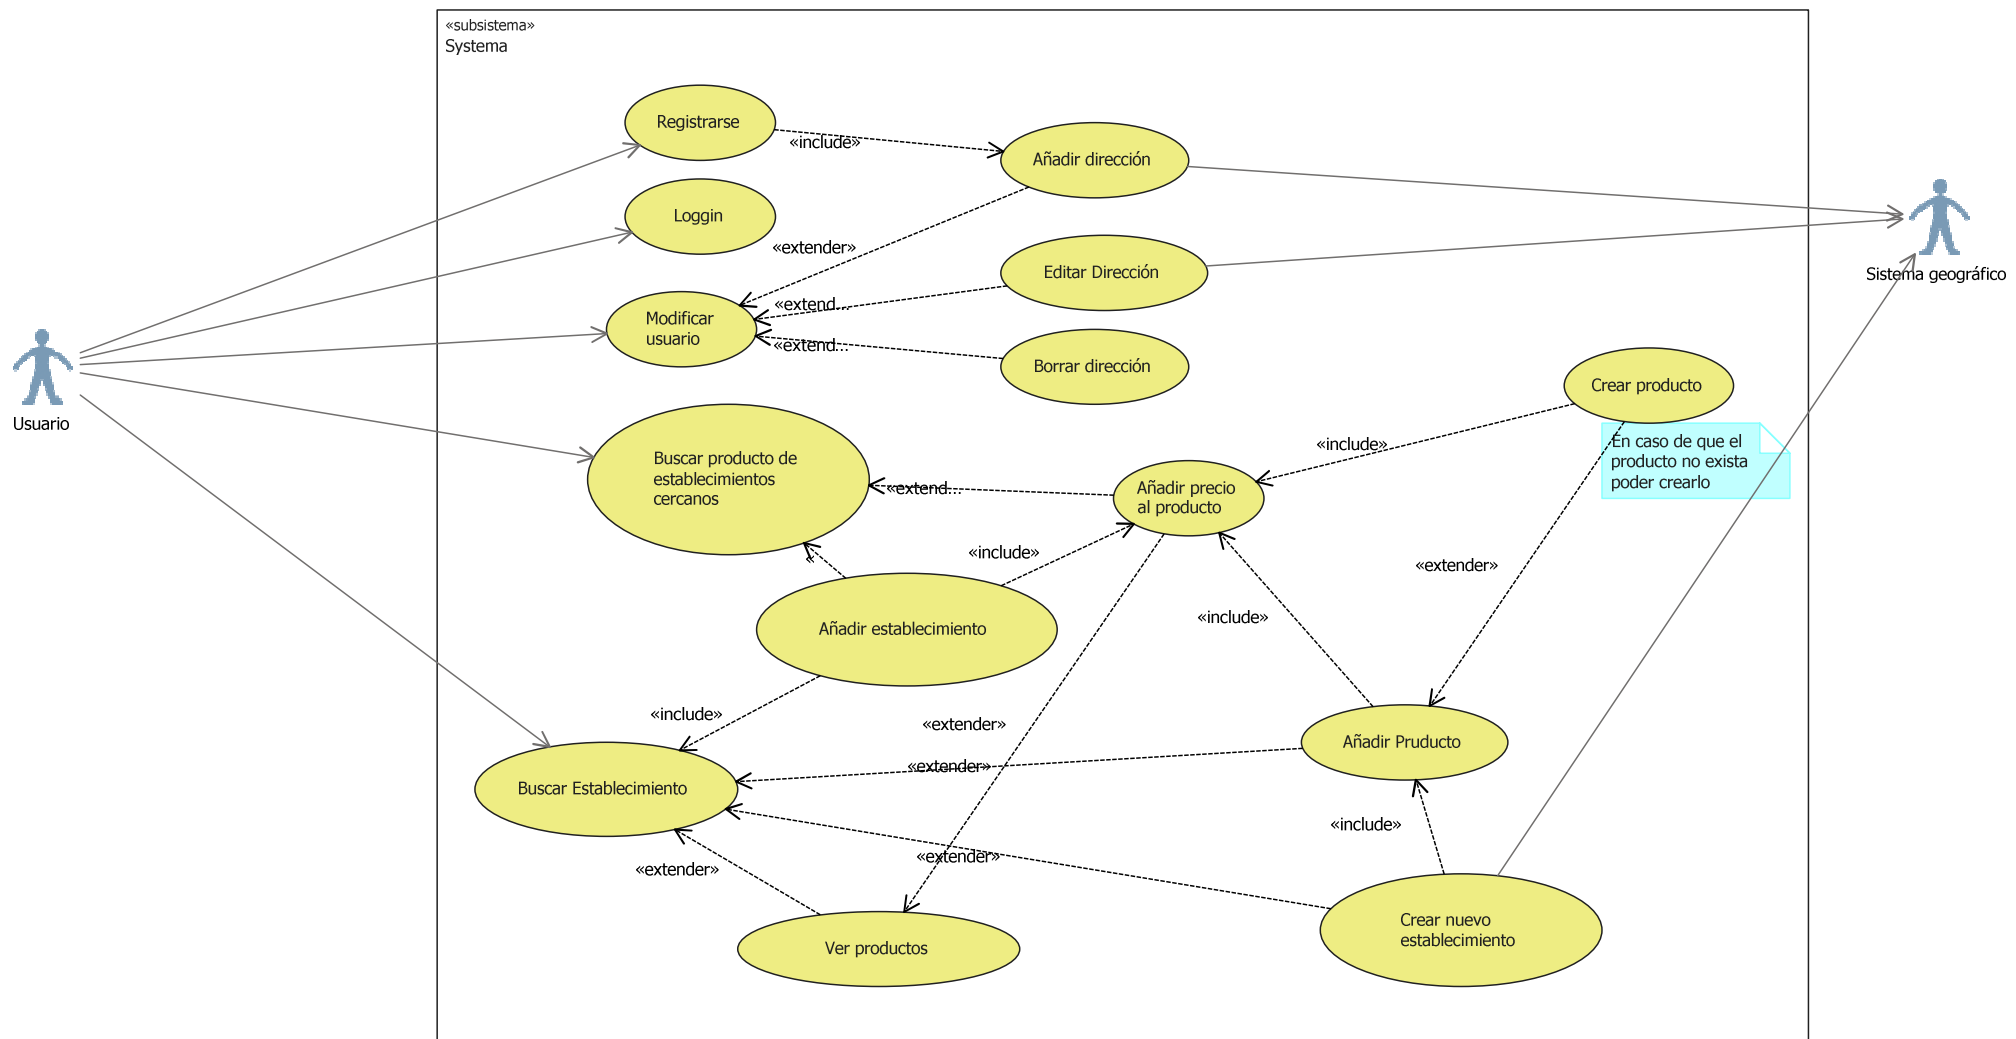 «subsistema»
Systema
Registrarse
«include»
Añadir dirección
Loggin
«extender»
Editar Dirección
Sistema geográfico
«extend...
Modificar
usuario
«extend...
Borrar dirección
Usuario
Crear producto
En caso de que el
producto no exista
poder crearlo
«include»
Buscar producto de
establecimientos
cercanos
«extend...
Añadir precio
al producto
«
«include»
«extender»
«include»
Añadir establecimiento
«include»
«extender»
Añadir Pruducto
«extender»
Buscar Establecimiento
«include»
«extender»
«extender»
Crear nuevo
establecimiento
Ver productos